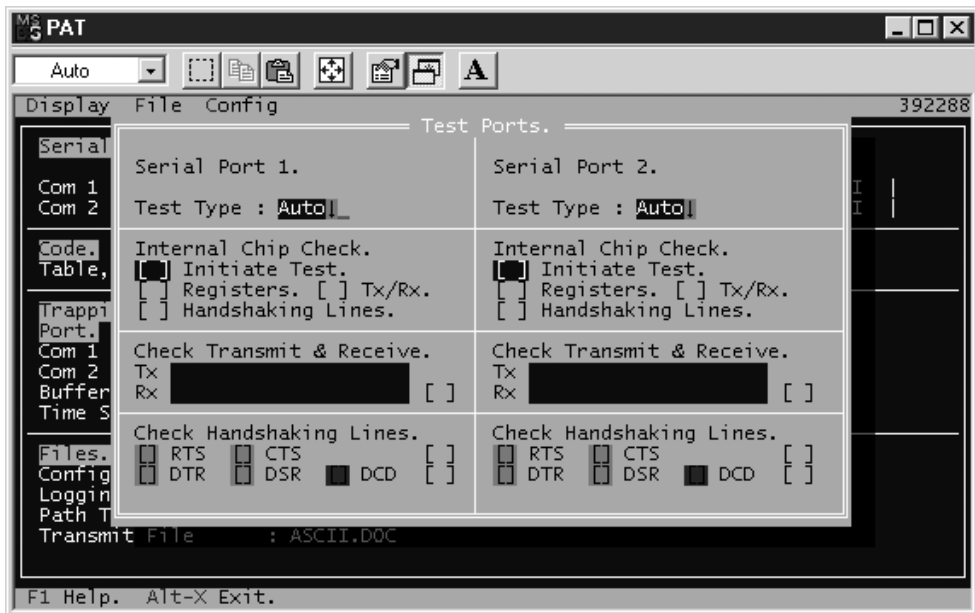 MS DOS PAT
Auto
A
Display File Config 392288
Test Ports.
Serial
Serial Port 1.
Serial Port 2.
Com 1
Com 2
Test Type : Auto↓_
Test Type : Auto↓
Code.
Table,
Internal Chip Check.
[ ] Initiate Test.
[ ] Registers. [ ] Tx/Rx.
[ ] Handshaking Lines.
Internal Chip Check.
[ ] Initiate Test.
[ ] Registers. [ ] Tx/Rx.
[ ] Handshaking Lines.
Trappi
Port.
Com 1
Com 2
Buffer
Time S
Check Transmit & Receive.
Tx
Rx [ ]
Check Transmit & Receive.
Tx
Rx [ ]
Check Handshaking Lines.
[] RTS [] CTS [ ]
[] DTR [] DSR DCD [ ]
Check Handshaking Lines.
[] RTS [] CTS [ ]
[] DTR [] DSR DCD [ ]
Files.
Config
Loggin
Path T
Transmit File : ASCII.DOC
F1 Help. Alt-X Exit.